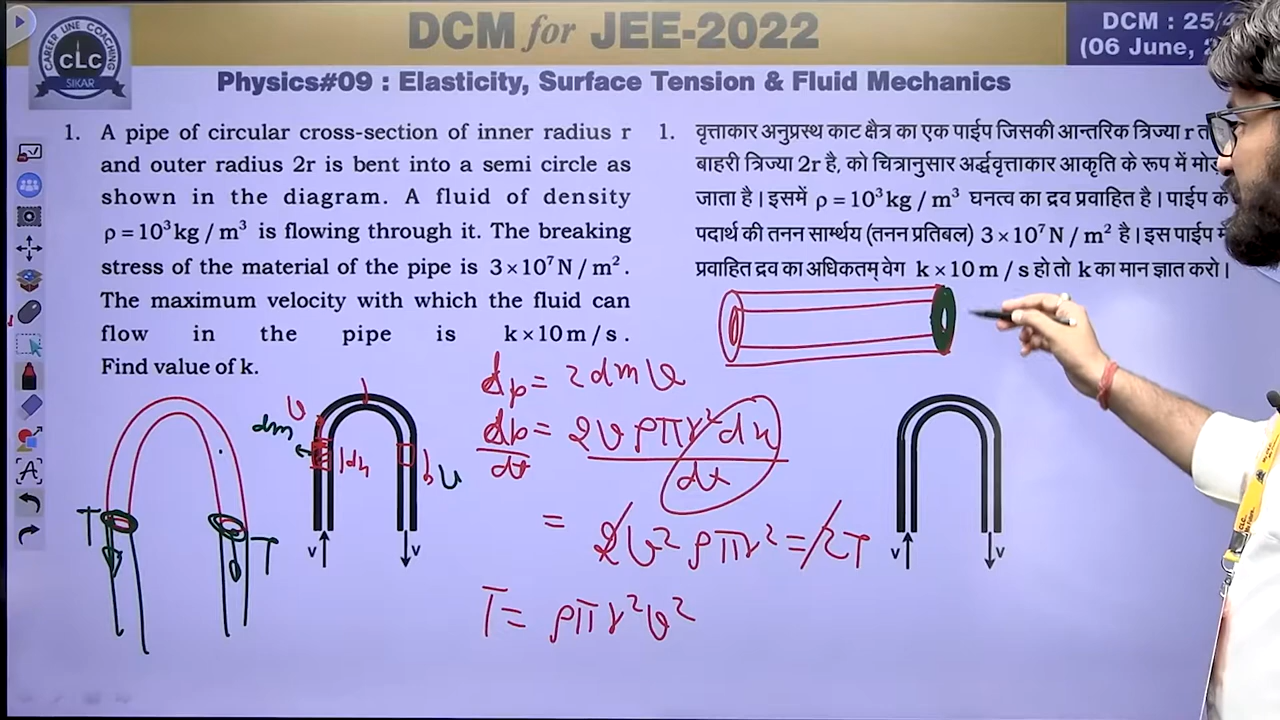 DCM for JEE-2022
DCM : 25/4
(06 June, 2
CAREER LINE COACHING
CLC
SIKAR
Physics#09 : Elasticity, Surface Tension & Fluid Mechanics
1. A pipe of circular cross-section of inner radius r
and outer radius 2r is bent into a semi circle as
shown in the diagram. A fluid of density
ρ = 10³ kg / m³ is flowing through it. The breaking
stress of the material of the pipe is 3×10⁷ N / m².
The maximum velocity with which the fluid can
flow in the pipe is k×10 m / s.
Find value of k.
1. वृत्ताकार अनुप्रस्थ काट क्षैत्र का एक पाईप जिसकी आन्तरिक त्रिज्या r त
बाहरी त्रिज्या 2r है, को चित्रानुसार अर्द्धवृत्ताकार आकृति के रूप में मोड़
जाता है। इसमें ρ = 10³ kg / m³ घनत्व का द्रव प्रवाहित है। पाईप के
पदार्थ की तनन सार्म्थय (तनन प्रतिबल) 3×10⁷ N / m² है। इस पाईप में
प्रवाहित द्रव का अधिकतम् वेग k×10 m / s हो तो k का मान ज्ञात करो।
dp = 2dmv
dp/dt = 2vρπr²dx/dt
= 2v²ρπr² = 2T
T = ρπr²v²
v
dm
dx
v
T
T
v
v
v
v